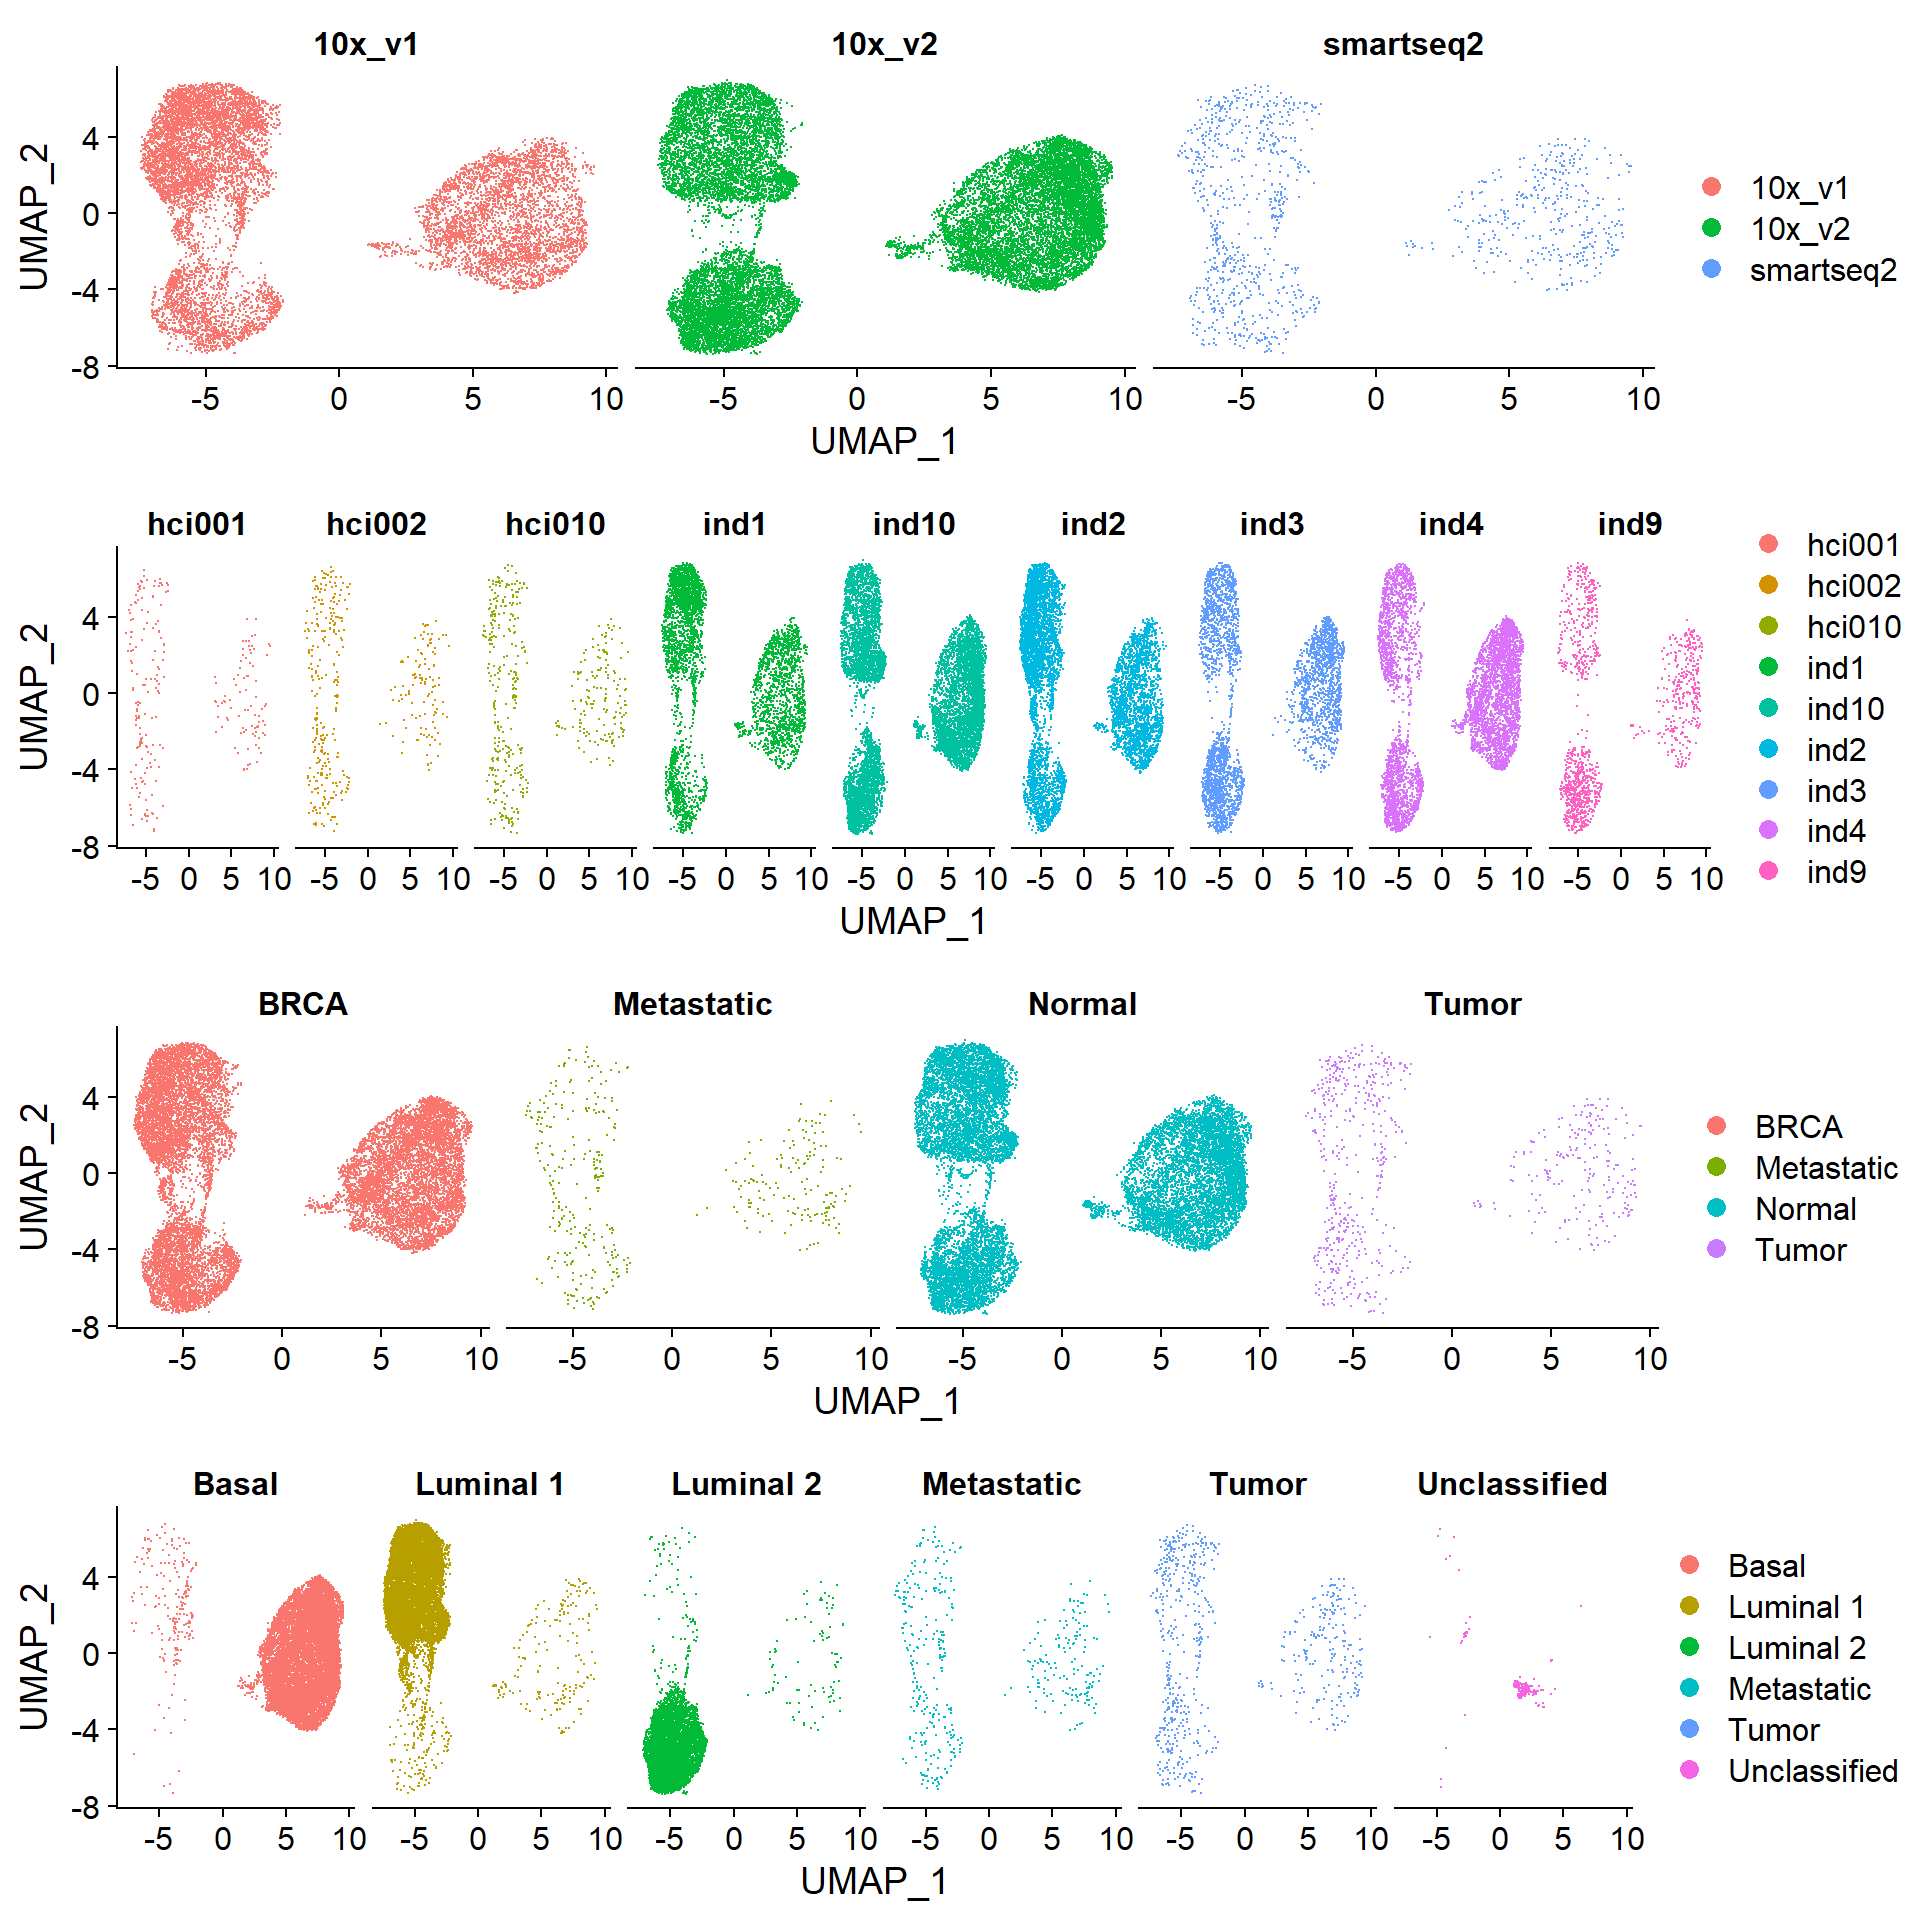 10x_v1 10x_v2 smartseq2
UMAP_2
4
0
-4
-8
-5 0 5 10 -5 0 5 10 -5 0 5 10
UMAP_1
10x_v1
10x_v2
smartseq2
hci001 hci002 hci010 ind1 ind10 ind2 ind3 ind4 ind9
UMAP_2
4
0
-4
-8
-5 0 5 10 -5 0 5 10 -5 0 5 10 -5 0 5 10 -5 0 5 10 -5 0 5 10 -5 0 5 10 -5 0 5 10 -5 0 5 10
UMAP_1
hci001
hci002
hci010
ind1
ind10
ind2
ind3
ind4
ind9
BRCA Metastatic Normal Tumor
UMAP_2
4
0
-4
-8
-5 0 5 10 -5 0 5 10 -5 0 5 10 -5 0 5 10
UMAP_1
BRCA
Metastatic
Normal
Tumor
Basal Luminal 1 Luminal 2 Metastatic Tumor Unclassified
UMAP_2
4
0
-4
-8
-5 0 5 10 -5 0 5 10 -5 0 5 10 -5 0 5 10 -5 0 5 10 -5 0 5 10
UMAP_1
Basal
Luminal 1
Luminal 2
Metastatic
Tumor
Unclassified